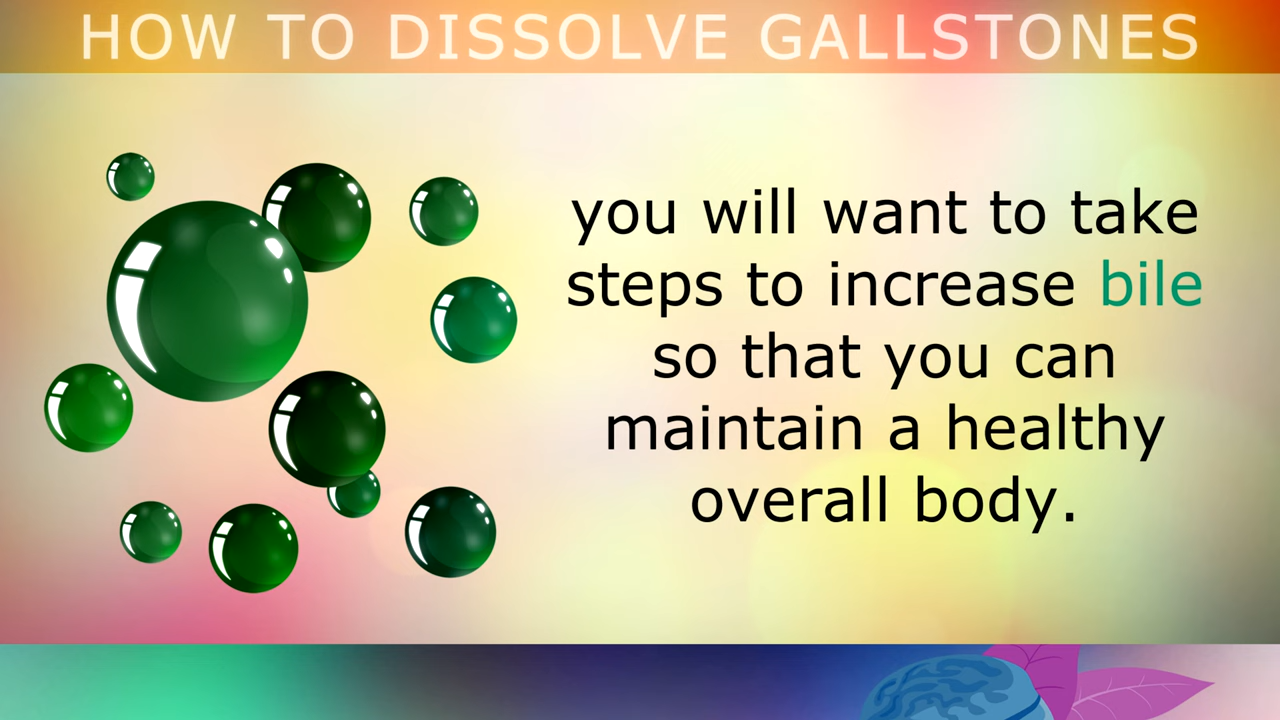 HOW TO DISSOLVE GALLSTONES
you will want to take
steps to increase bile
so that you can
maintain a healthy
overall body.